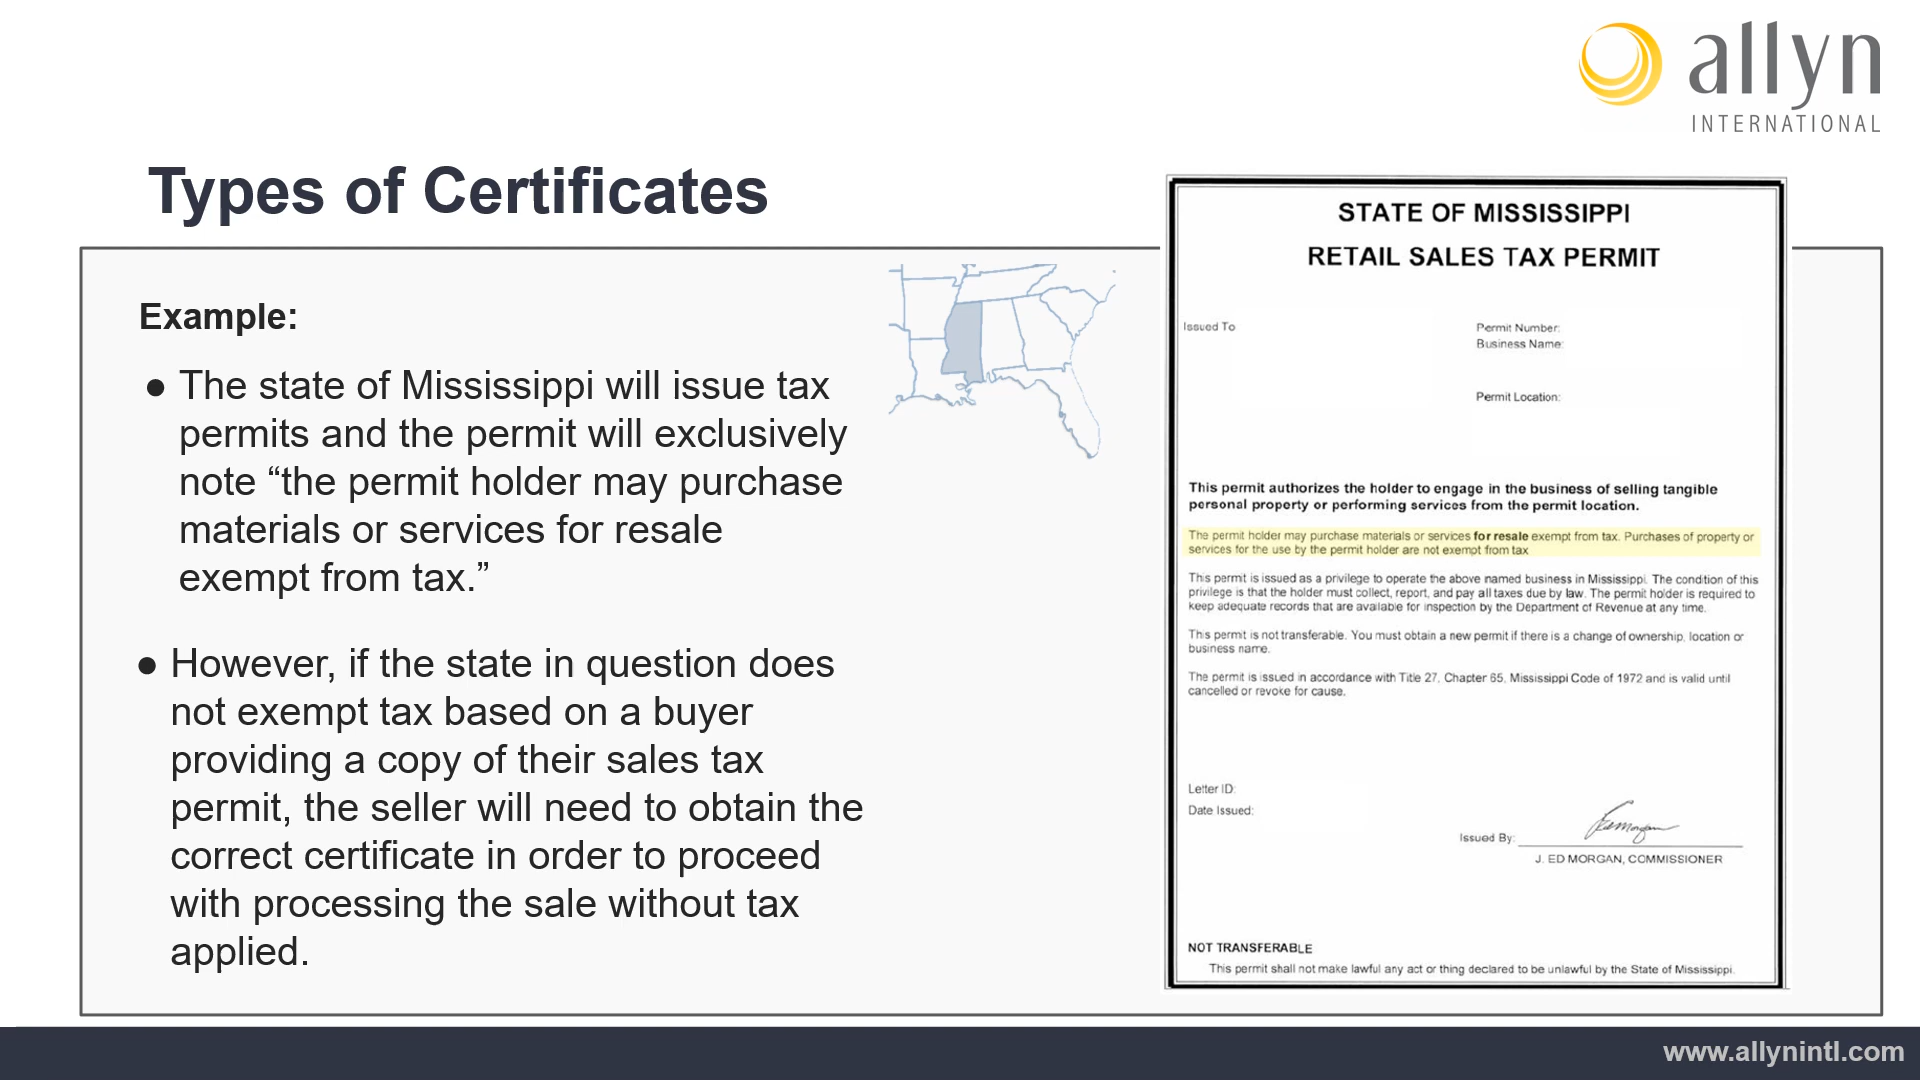 allyn
INTERNATIONAL
Types of Certificates
Example:
● The state of Mississippi will issue tax
permits and the permit will exclusively
note “the permit holder may purchase
materials or services for resale
exempt from tax.”
● However, if the state in question does
not exempt tax based on a buyer
providing a copy of their sales tax
permit, the seller will need to obtain the
correct certificate in order to proceed
with processing the sale without tax
applied.
STATE OF MISSISSIPPI
RETAIL SALES TAX PERMIT
Issued To
Permit Number:
Business Name:
Permit Location:
This permit authorizes the holder to engage in the business of selling tangible
personal property or performing services from the permit location.
The permit holder may purchase materials or services for resale exempt from tax. Purchases of property or
services for the use by the permit holder are not exempt from tax
This permit is issued as a privilege to operate the above named business in Mississippi. The condition of this
privilege is that the holder must collect, report, and pay all taxes due by law. The permit holder is required to
keep adequate records that are available for inspection by the Department of Revenue at any time.
This permit is not transferable. You must obtain a new permit if there is a change of ownership, location or
business name.
The permit is issued in accordance with Title 27, Chapter 65, Mississippi Code of 1972 and is valid until
cancelled or revoke for cause.
Letter ID:
Date Issued:
Issued By:
J. ED MORGAN, COMMISSIONER
NOT TRANSFERABLE
This permit shall not make lawful any act or thing declared to be unlawful by the State of Mississippi.
www.allynintl.com